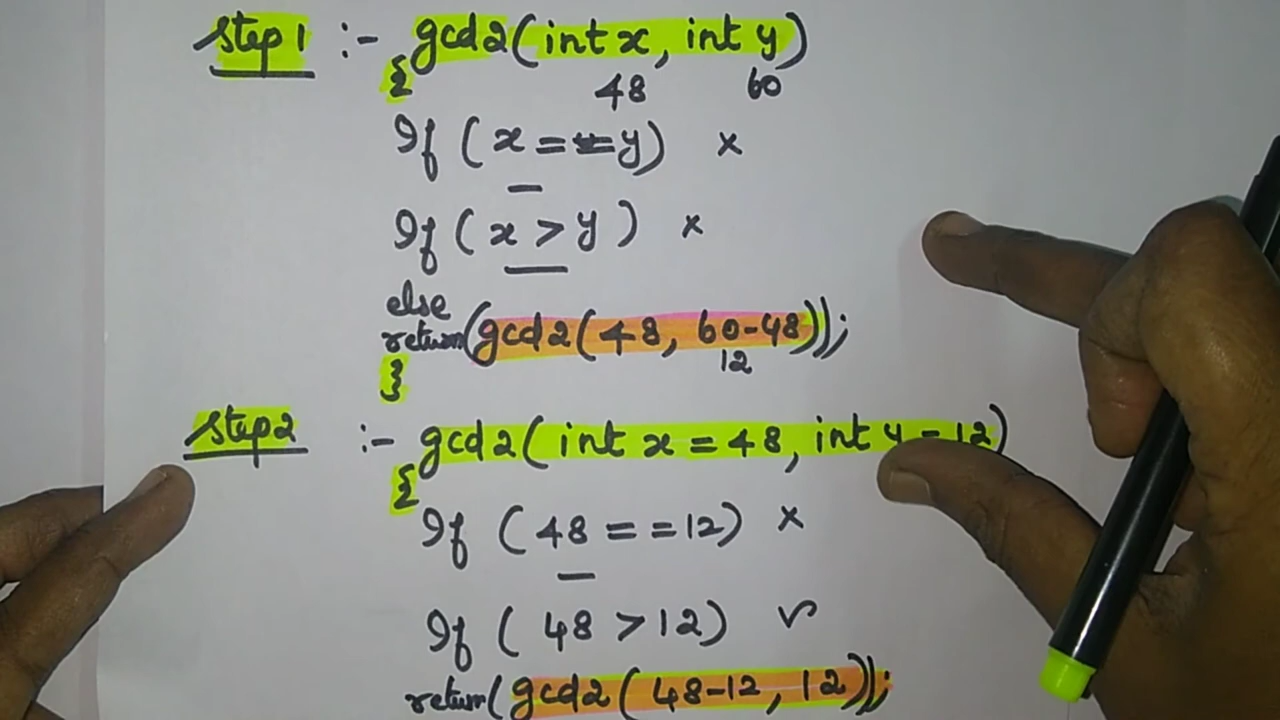 Step 1 :- gcd2(int x, int y)
{ 48 60
If (x == y) ×
If (x > y) ×
else
return(gcd2(48, 60-48));
12
}
Step2 :- gcd2(int x = 48, int y = 12)
{
If (48 == 12) ×
If (48 > 12) ✓
return(gcd2(48-12, 12));